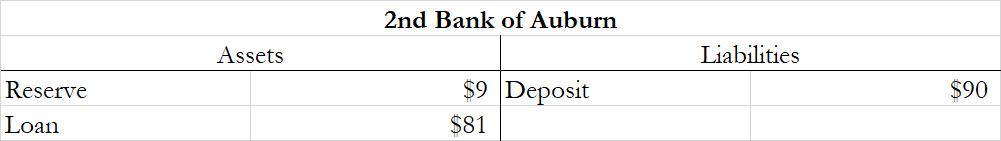 2nd Bank of Auburn
Assets Liabilities
Reserve $9 Deposit $90
Loan $81